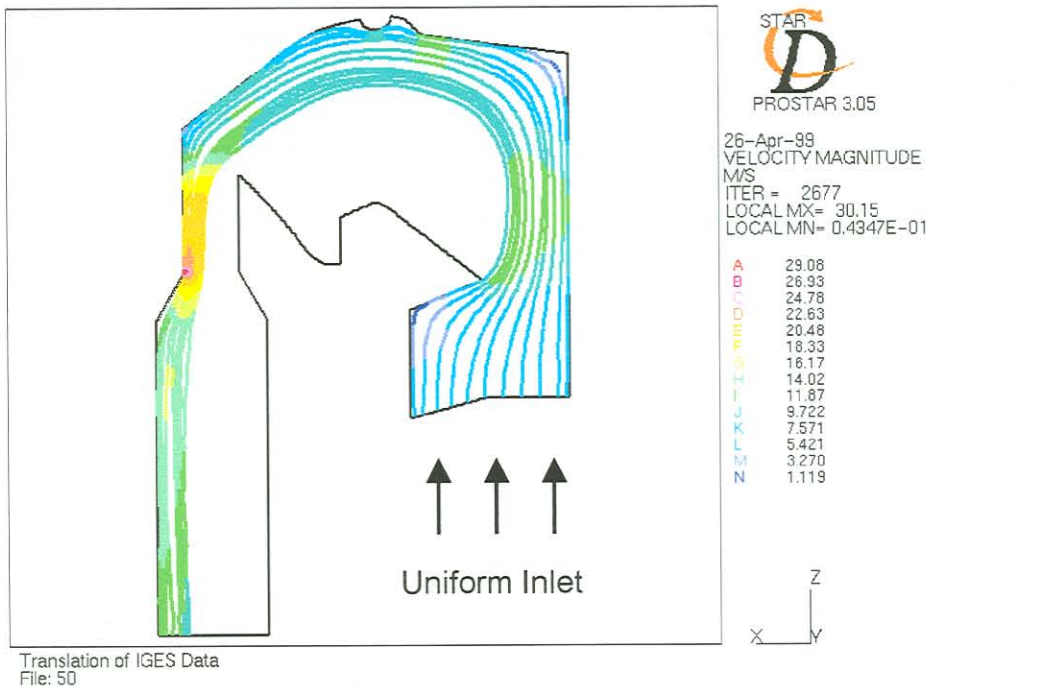 STAR
D
PROSTAR 3.05
26-Apr-99
VELOCITY MAGNITUDE
M/S
ITER = 2677
LOCAL MX= 30.15
LOCAL MN= 0.4347E-01
A 29.08
B 26.93
C 24.78
D 22.63
E 20.48
F 18.33
G 16.17
H 14.02
I 11.87
J 9.722
K 7.571
L 5.421
M 3.270
N 1.119
Uniform Inlet
Z
X
Y
Translation of IGES Data
File: 50